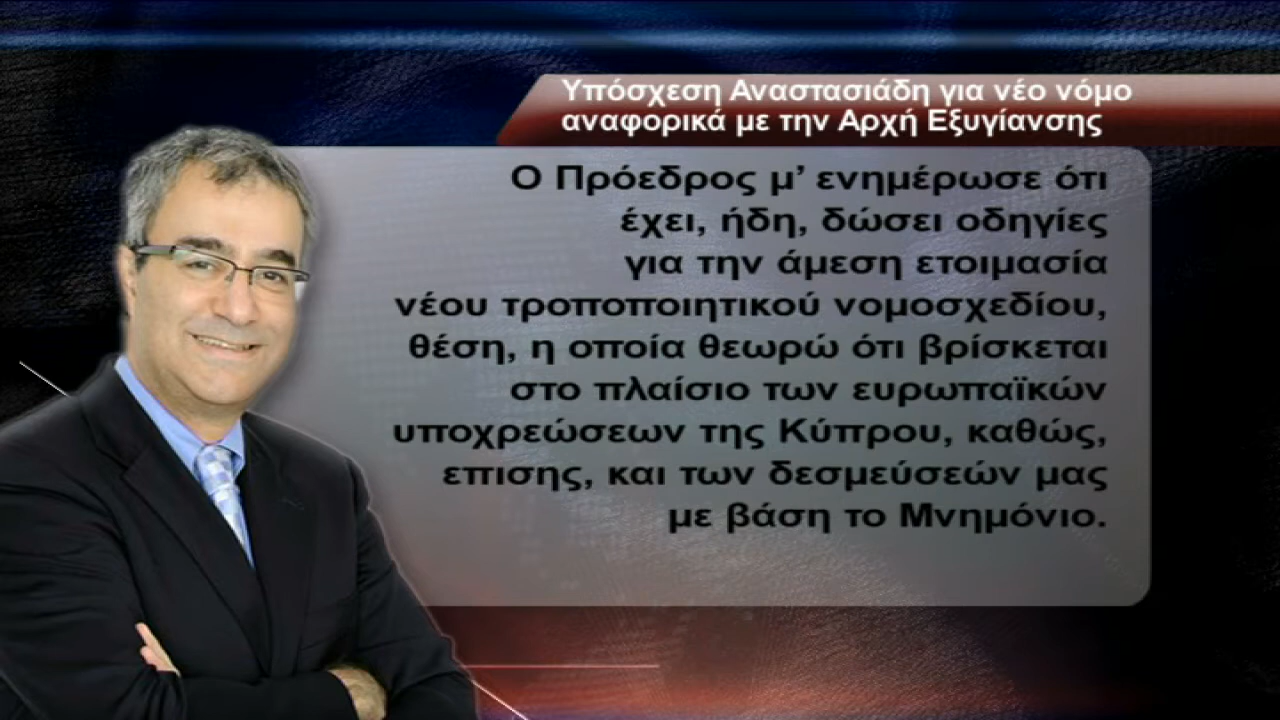 Υπόσχεση Αναστασιάδη για νέο νόμο
αναφορικά με την Αρχή Εξυγίανσης
Ο Πρόεδρος μ’ ενημέρωσε ότι
έχει, ήδη, δώσει οδηγίες
για την άμεση ετοιμασία
νέου τροποποιητικού νομοσχεδίου,
θέση, η οποία θεωρώ ότι βρίσκεται
στο πλαίσιο των ευρωπαϊκών
υποχρεώσεων της Κύπρου, καθώς,
επισης, και των δεσμεύσεών μας
με βάση το Μνημόνιο.